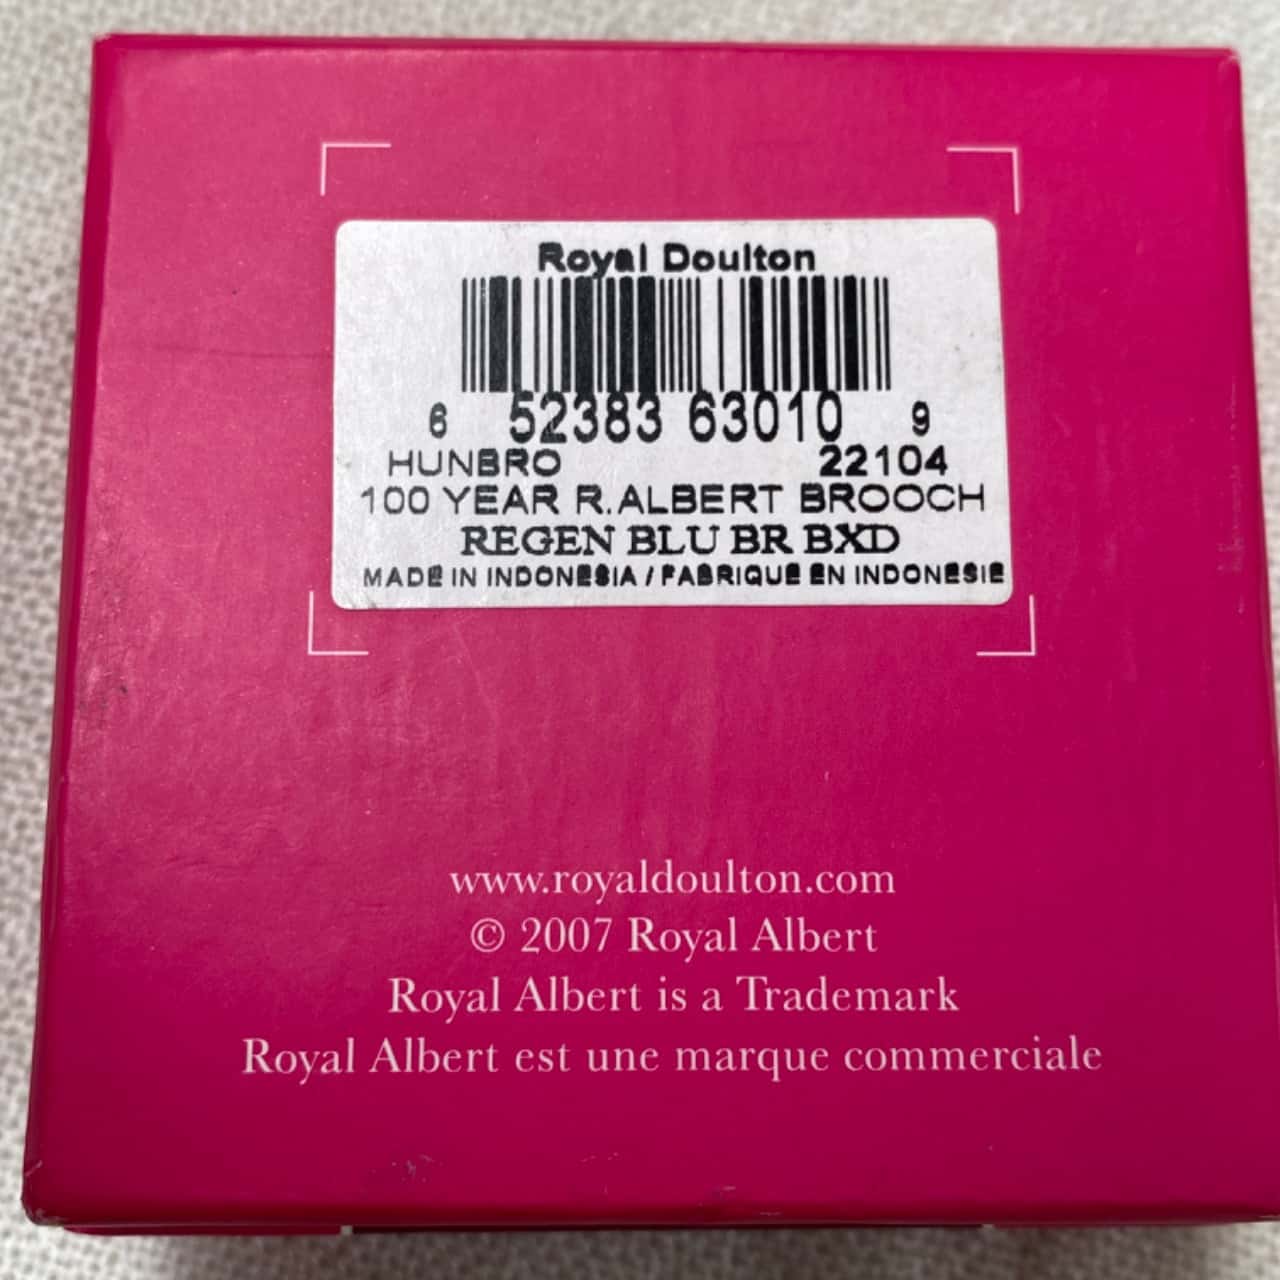 Royal Doulton
6 52383 63010 9
HUNBRO 22104
100 YEAR R.ALBERT BROOCH
REGEN BLU BR BXD
MADE IN INDONESIA / FABRIQUE EN INDONESIE
www.royaldoulton.com
© 2007 Royal Albert
Royal Albert is a Trademark
Royal Albert est une marque commerciale